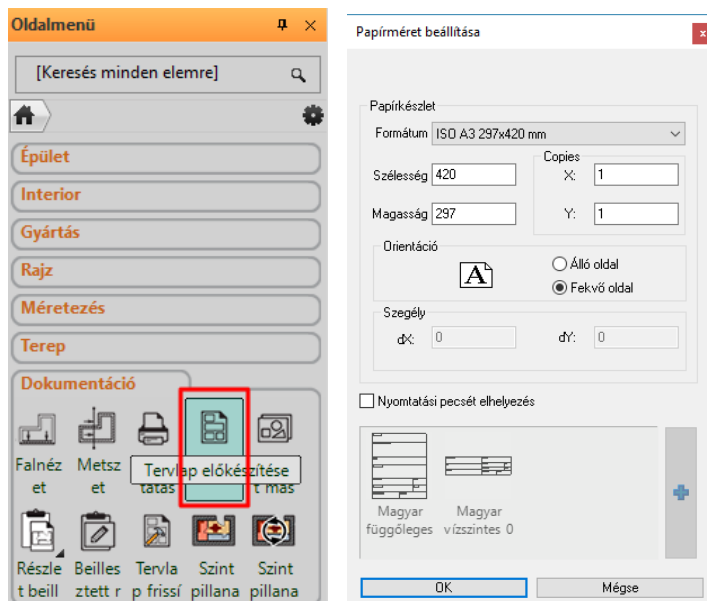 Oldalmenü
[Keresés minden elemre]
Épület
Interior
Gyártás
Rajz
Méretezés
Terep
Dokumentáció
Falnéz
et
Metsz
et
tatás
Tervlap előkészítése
t más
Részle
t beill
Beilles
ztett r
Tervla
p frissí
Szint
pillana
Szint
pillana
Papírméret beállítása
Papírkészlet
Formátum ISO A3 297x420 mm
Szélesség 420
Magasság 297
Copies
X: 1
Y: 1
Orientáció
A
Álló oldal
Fekvő oldal
Szegély
dX: 0
dY: 0
Nyomtatási pecsét elhelyezés
Magyar
függőleges
Magyar
vízszintes 0
OK
Mégse